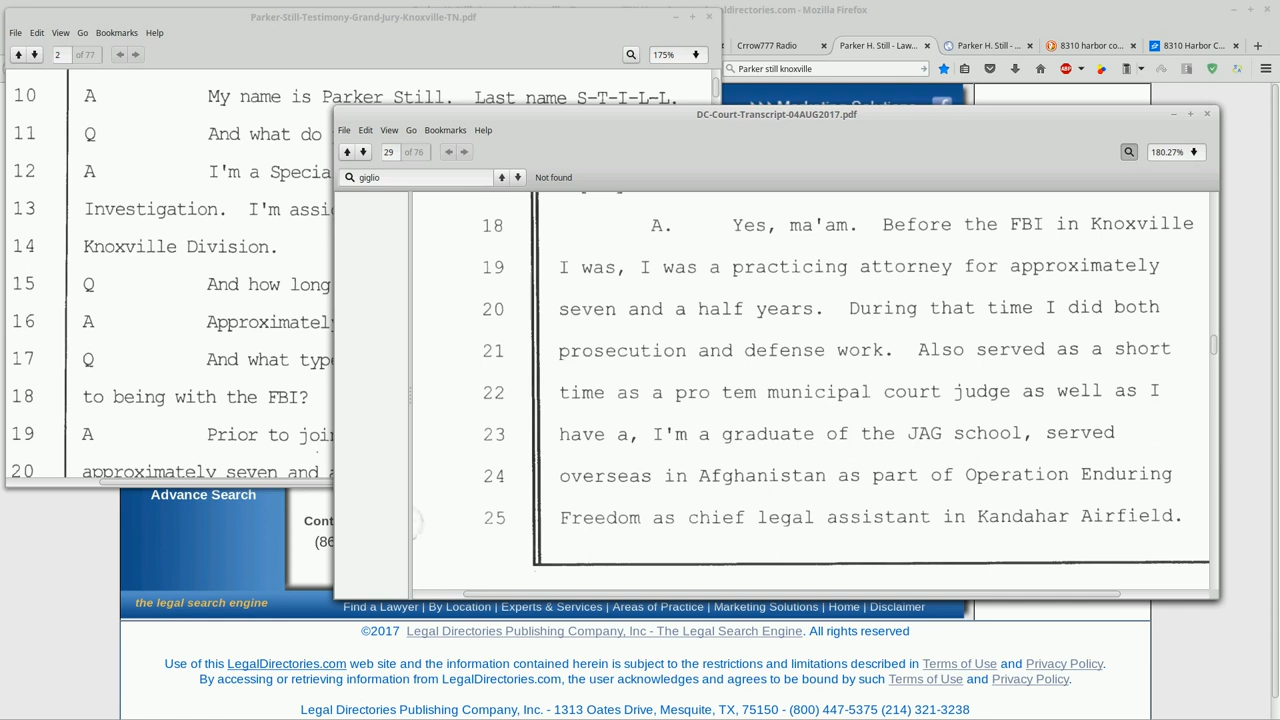 Parker-Still-Testimony-Grand-Jury-Knoxville-TN.pdf
File Edit View Go Bookmarks Help
2 of 77 175%
10 A My name is Parker Still. Last name S-T-I-L-L.
11 Q And what do
12 A I'm a Specia
13 Investigation. I'm assi
14 Knoxville Division.
15 Q And how long
16 A Approximately
17 Q And what type
18 to being with the FBI?
19 A Prior to joi
20 approximately seven and a
aldirectories.com - Mozilla Firefox
Crrow777 Radio Parker H. Still - Law... Parker H. Still - ... 8310 harbor co... 8310 Harbor C...
Parker still knoxville
Marketing Solutions
DC-Court-Transcript-04AUG2017.pdf
File Edit View Go Bookmarks Help
29 of 76 180.27%
giglio Not found
18 A. Yes, ma'am. Before the FBI in Knoxville
19 I was, I was a practicing attorney for approximately
20 seven and a half years. During that time I did both
21 prosecution and defense work. Also served as a short
22 time as a pro tem municipal court judge as well as I
23 have a, I'm a graduate of the JAG school, served
24 overseas in Afghanistan as part of Operation Enduring
25 Freedom as chief legal assistant in Kandahar Airfield.
Advance Search
Cont
(86
the legal search engine
Find a Lawyer | By Location | Experts & Services | Areas of Practice | Marketing Solutions | Home | Disclaimer
©2017 Legal Directories Publishing Company, Inc - The Legal Search Engine. All rights reserved
Use of this LegalDirectories.com web site and the information contained herein is subject to the restrictions and limitations described in Terms of Use and Privacy Policy.
By accessing or retrieving information from LegalDirectories.com, the user acknowledges and agrees to be bound by such Terms of Use and Privacy Policy.
Legal Directories Publishing Company, Inc. - 1313 Oates Drive, Mesquite, TX, 75150 - (800) 447-5375 (214) 321-3238